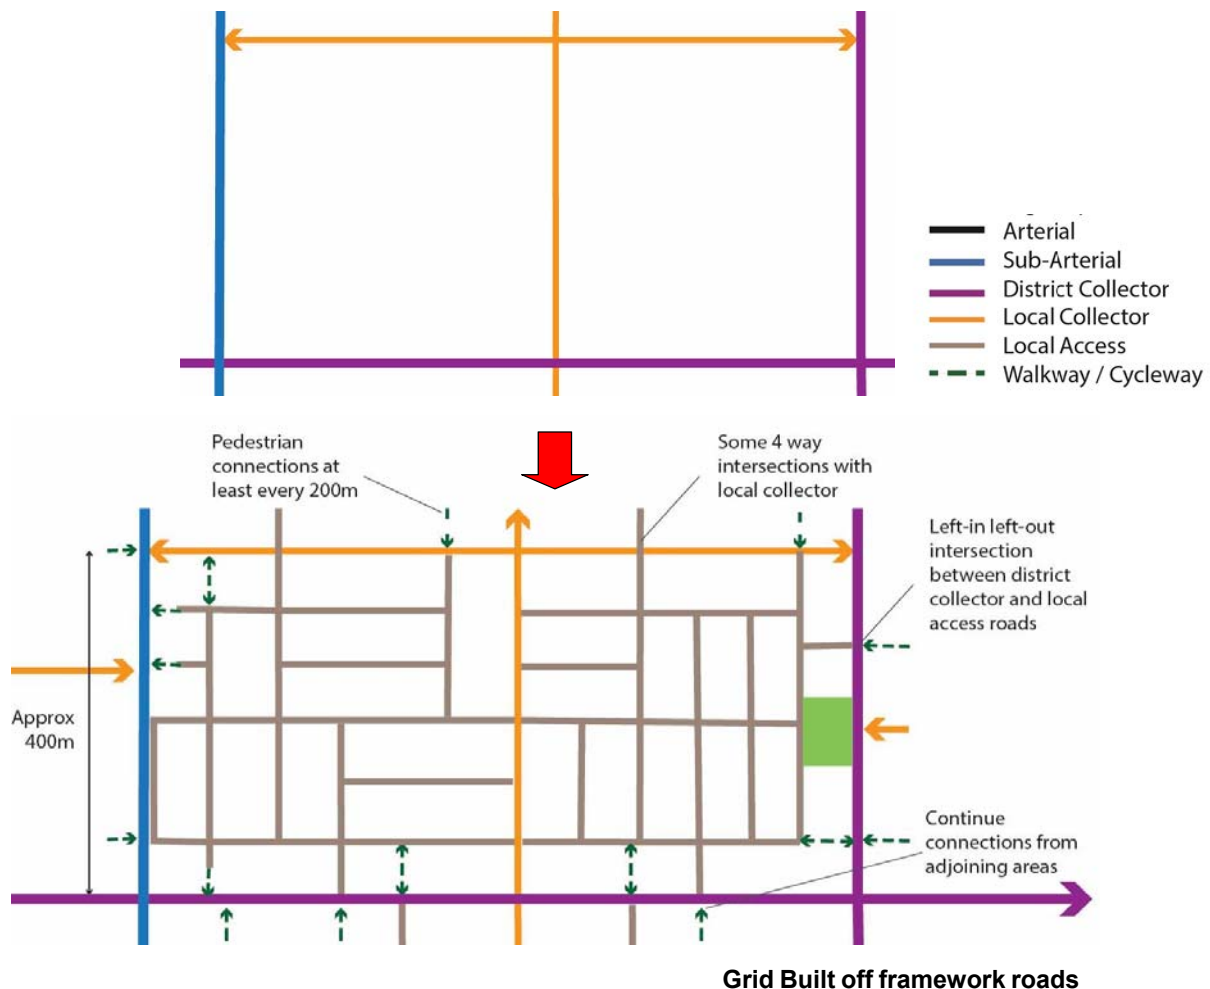 Arterial
Sub-Arterial
District Collector
Local Collector
Local Access
Walkway / Cycleway
Pedestrian
connections at
least every 200m
Some 4 way
intersections with
local collector
Left-in left-out
intersection
between district
collector and local
access roads
Approx
400m
Continue
connections from
adjoining areas
Grid Built off framework roads